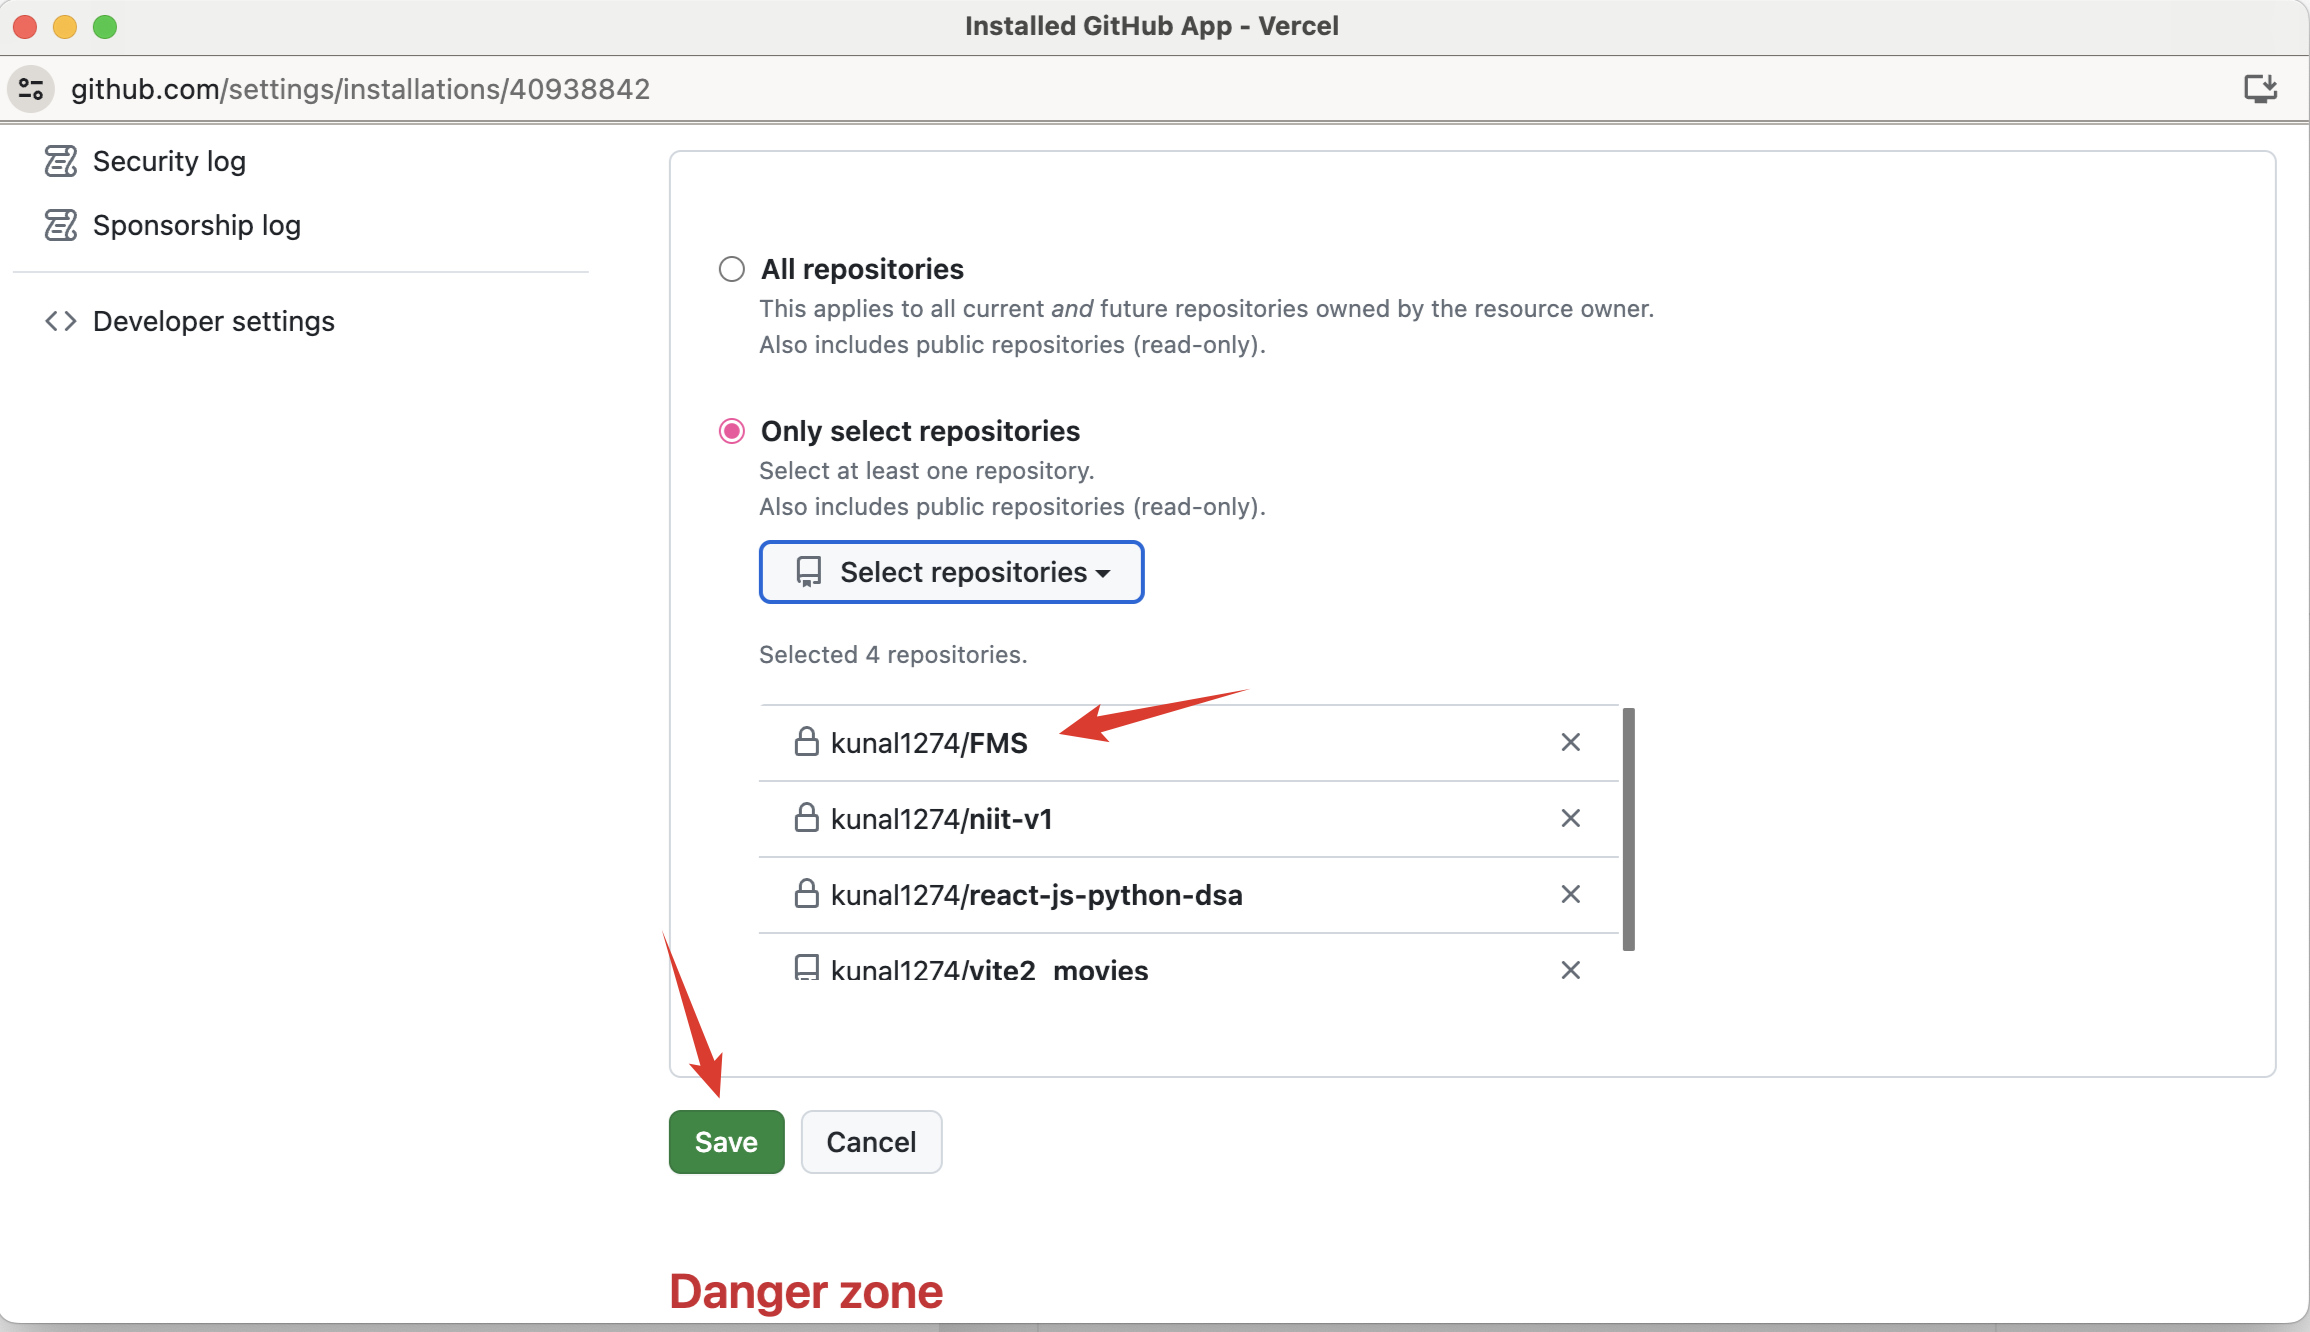 Installed GitHub App - Vercel
github.com/settings/installations/40938842
Security log
Sponsorship log
Developer settings
All repositories
This applies to all current and future repositories owned by the resource owner.
Also includes public repositories (read-only).
Only select repositories
Select at least one repository.
Also includes public repositories (read-only).
Select repositories
Selected 4 repositories.
kunal1274/FMS
kunal1274/niit-v1
kunal1274/react-js-python-dsa
kunal1274/vite2_movies
Save
Cancel
Danger zone